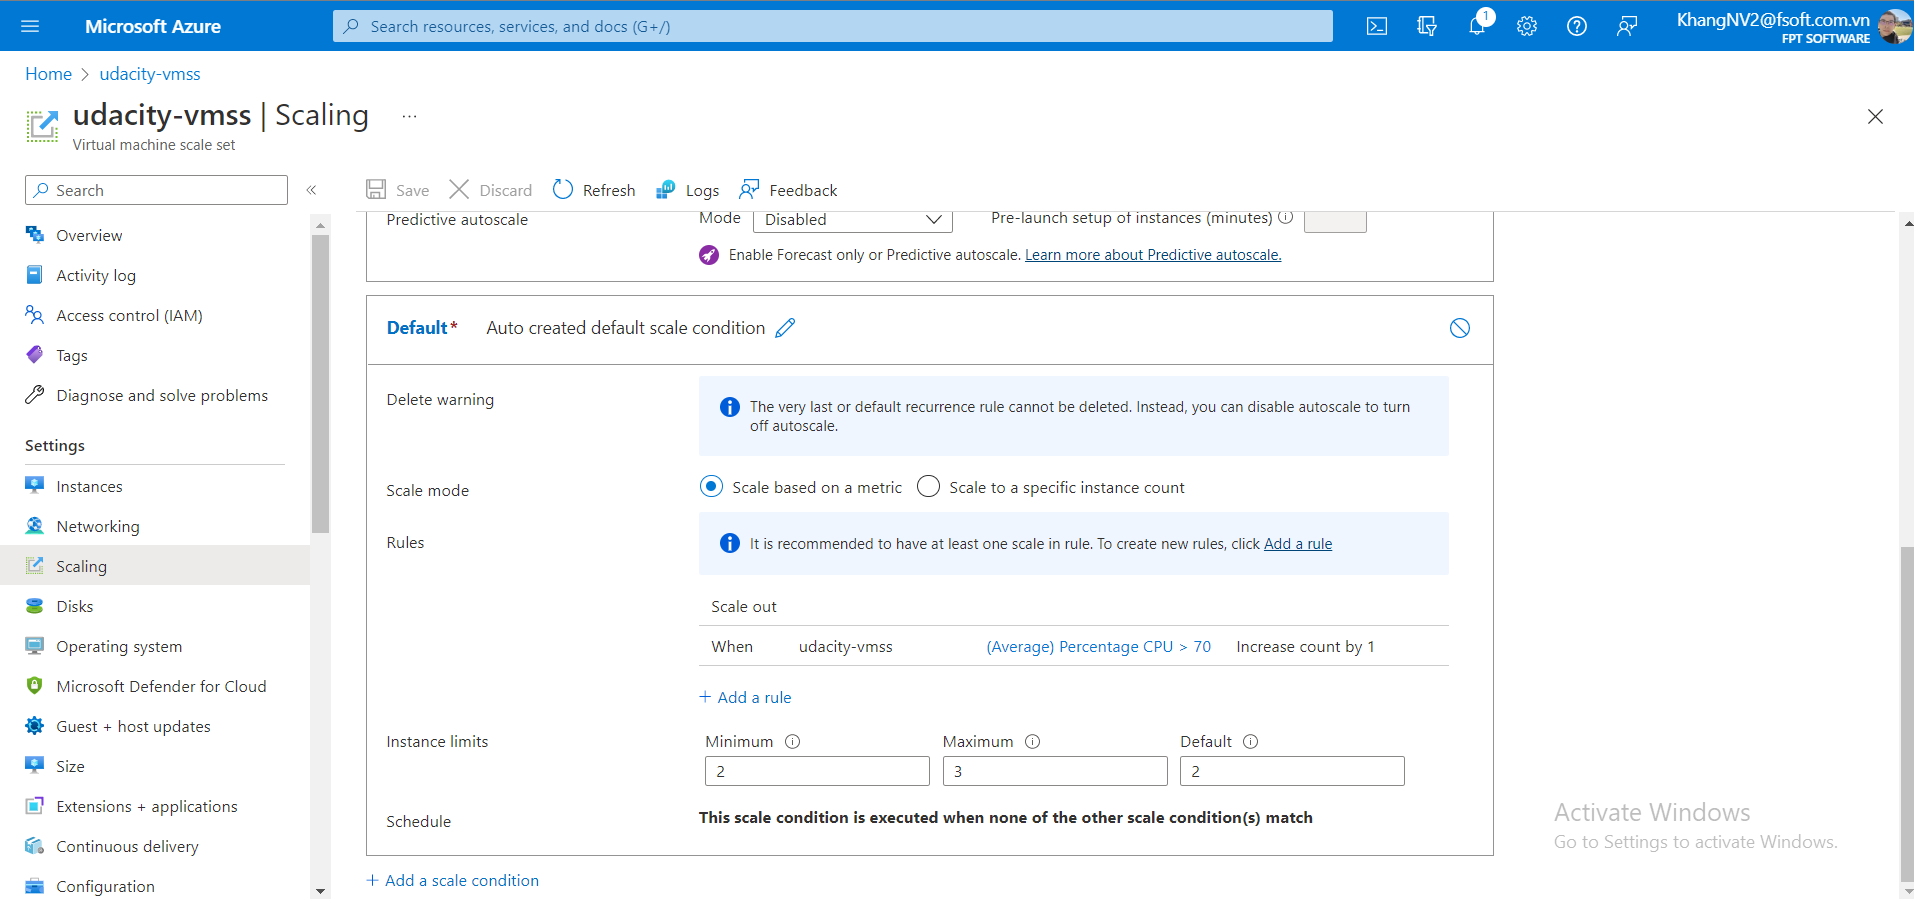 Microsoft Azure
Search resources, services, and docs (G+/)
1
KhangNV2@fsoft.com.vn
FPT SOFTWARE
Home > udacity-vmss
udacity-vmss | Scaling ...
Virtual machine scale set
Search
«
Save
Discard
Refresh
Logs
Feedback
Overview
Activity log
Access control (IAM)
Tags
Diagnose and solve problems
Settings
Instances
Networking
Scaling
Disks
Operating system
Microsoft Defender for Cloud
Guest + host updates
Size
Extensions + applications
Continuous delivery
Configuration
Predictive autoscale
Mode
Disabled
Pre-launch setup of instances (minutes)
Enable Forecast only or Predictive autoscale. Learn more about Predictive autoscale.
Default* Auto created default scale condition
Delete warning
The very last or default recurrence rule cannot be deleted. Instead, you can disable autoscale to turn
off autoscale.
Scale mode
Scale based on a metric
Scale to a specific instance count
Rules
It is recommended to have at least one scale in rule. To create new rules, click Add a rule
Scale out
When udacity-vmss (Average) Percentage CPU > 70 Increase count by 1
+ Add a rule
Instance limits
Minimum
Maximum
Default
2
3
2
Schedule
This scale condition is executed when none of the other scale condition(s) match
+ Add a scale condition
Activate Windows
Go to Settings to activate Windows.